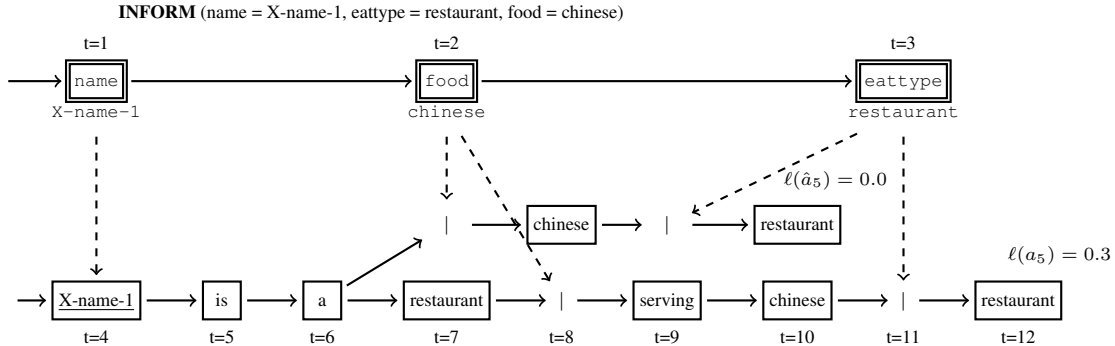 INFORM (name = X-name-1, eattype = restaurant, food = chinese)
t=1 t=2 t=3
name food eattype
X-name-1 chinese restaurant
ℓ(â₅) = 0.0
| chinese | restaurant
ℓ(a₅) = 0.3
X-name-1 is a restaurant | serving chinese | restaurant
t=4 t=5 t=6 t=7 t=8 t=9 t=10 t=11 t=12